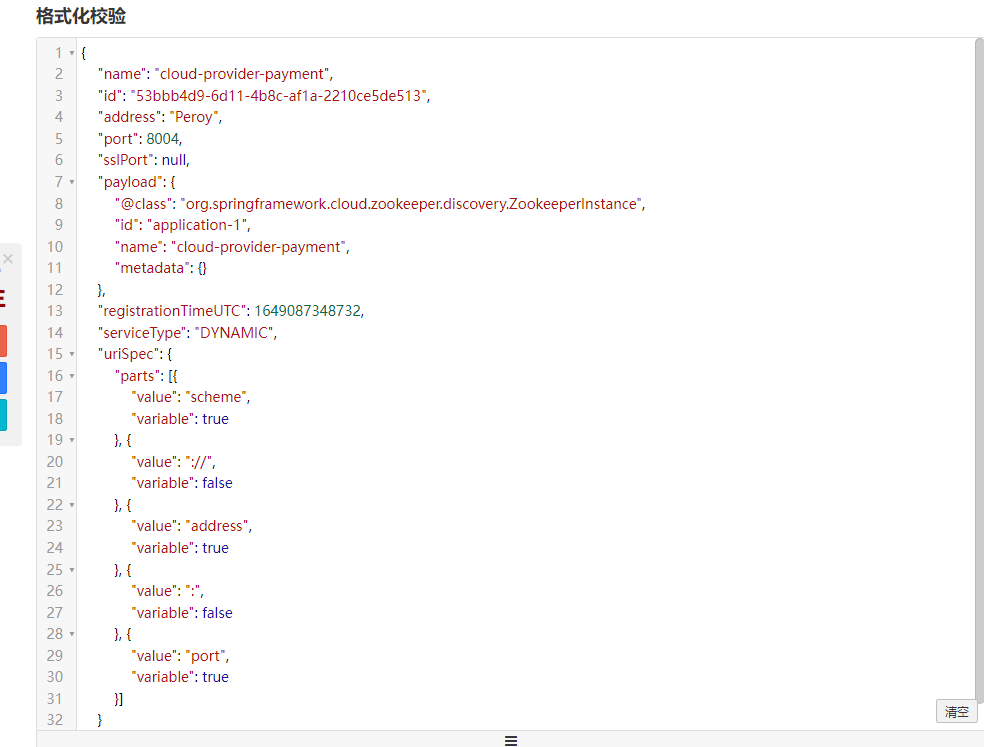 格式化校验
1 {
2 "name": "cloud-provider-payment",
3 "id": "53bbb4d9-6d11-4b8c-af1a-2210ce5de513",
4 "address": "Peroy",
5 "port": 8004,
6 "sslPort": null,
7 "payload": {
8 "@class": "org.springframework.cloud.zookeeper.discovery.ZookeeperInstance",
9 "id": "application-1",
10 "name": "cloud-provider-payment",
11 "metadata": {}
12 },
13 "registrationTimeUTC": 1649087348732,
14 "serviceType": "DYNAMIC",
15 "uriSpec": {
16 "parts": [{
17 "value": "scheme",
18 "variable": true
19 }, {
20 "value": "://",
21 "variable": false
22 }, {
23 "value": "address",
24 "variable": true
25 }, {
26 "value": ":",
27 "variable": false
28 }, {
29 "value": "port",
30 "variable": true
31 }]
32 }
清空